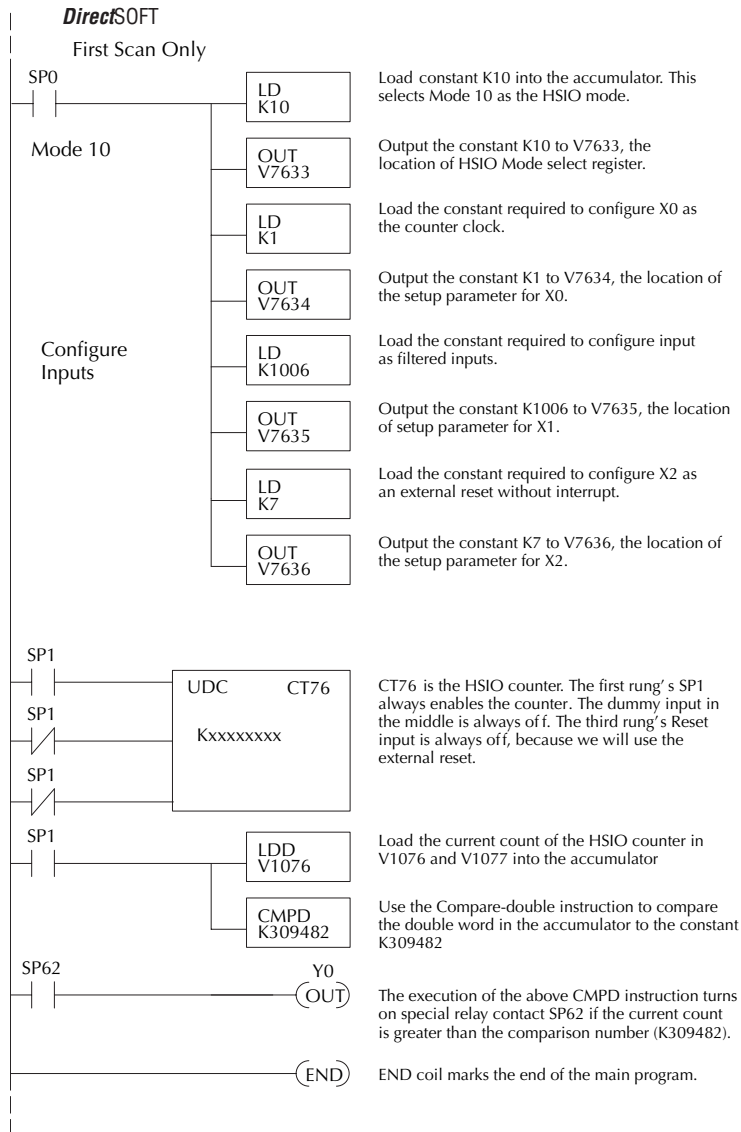 DirectSOFT
First Scan Only
SP0
LD
K10
Load constant K10 into the accumulator. This
selects Mode 10 as the HSIO mode.
Mode 10
OUT
V7633
Output the constant K10 to V7633, the
location of HSIO Mode select register.
LD
K1
Load the constant required to configure X0 as
the counter clock.
OUT
V7634
Output the constant K1 to V7634, the location of
the setup parameter for X0.
Configure
Inputs
LD
K1006
Load the constant required to configure input
as filtered inputs.
OUT
V7635
Output the constant K1006 to V7635, the location
of setup parameter for X1.
LD
K7
Load the constant required to configure X2 as
an external reset without interrupt.
OUT
V7636
Output the constant K7 to V7636, the location of
the setup parameter for X2.
SP1
SP1
SP1
UDC CT76
Kxxxxxxxx
CT76 is the HSIO counter. The first rung's SP1
always enables the counter. The dummy input in
the middle is always off. The third rung's Reset
input is always off, because we will use the
external reset.
SP1
LDD
V1076
Load the current count of the HSIO counter in
V1076 and V1077 into the accumulator
CMPD
K309482
Use the Compare-double instruction to compare
the double word in the accumulator to the constant
K309482
SP62
Y0
OUT
The execution of the above CMPD instruction turns
on special relay contact SP62 if the current count
is greater than the comparison number (K309482).
END
END coil marks the end of the main program.